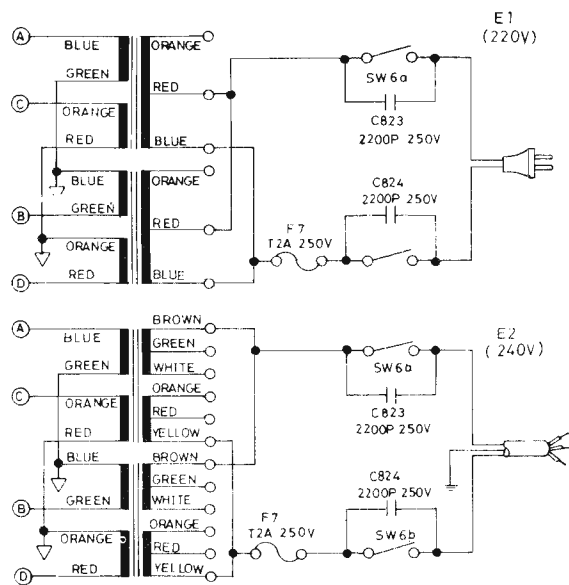 E1
(220V)
A
BLUE
ORANGE
GREEN
RED
SW6a
C
ORANGE
C823
2200P 250V
RED
BLUE
BLUE
ORANGE
C824
2200P 250V
B
GREEN
RED
F7
T2A 250V
ORANGE
D
RED
BLUE
E2
(240V)
A
BROWN
BLUE
GREEN
GREEN
WHITE
SW6a
C
ORANGE
ORANGE
RED
C823
2200P 250V
RED
YELLOW
BLUE
BROWN
GREEN
C824
2200P 250V
B
GREEN
WHITE
F7
T2A 250V
ORANGE
ORANGE
RED
SW6b
D
RED
YELLOW